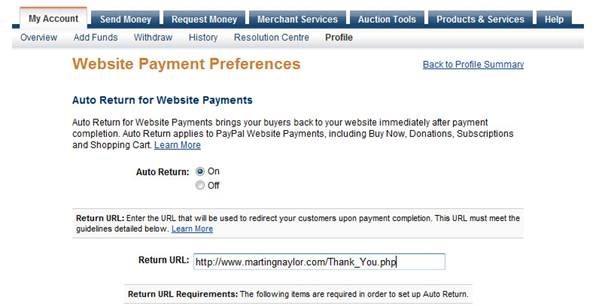 My Account Send Money Request Money Merchant Services Auction Tools Products & Services Help
Overview Add Funds Withdraw History Resolution Centre Profile
Website Payment Preferences Back to Profile Summary
Auto Return for Website Payments
Auto Return for Website Payments brings your buyers back to your website immediately after payment
completion. Auto Return applies to PayPal Website Payments, including Buy Now, Donations, Subscriptions
and Shopping Cart. Learn More
Auto Return: On
Off
Return URL: Enter the URL that will be used to redirect your customers upon payment completion. This URL must meet the
guidelines detailed below. Learn More
Return URL: http://www.martingnaylor.com/Thank_You.php
Return URL Requirements: The following items are required in order to set up Auto Return.